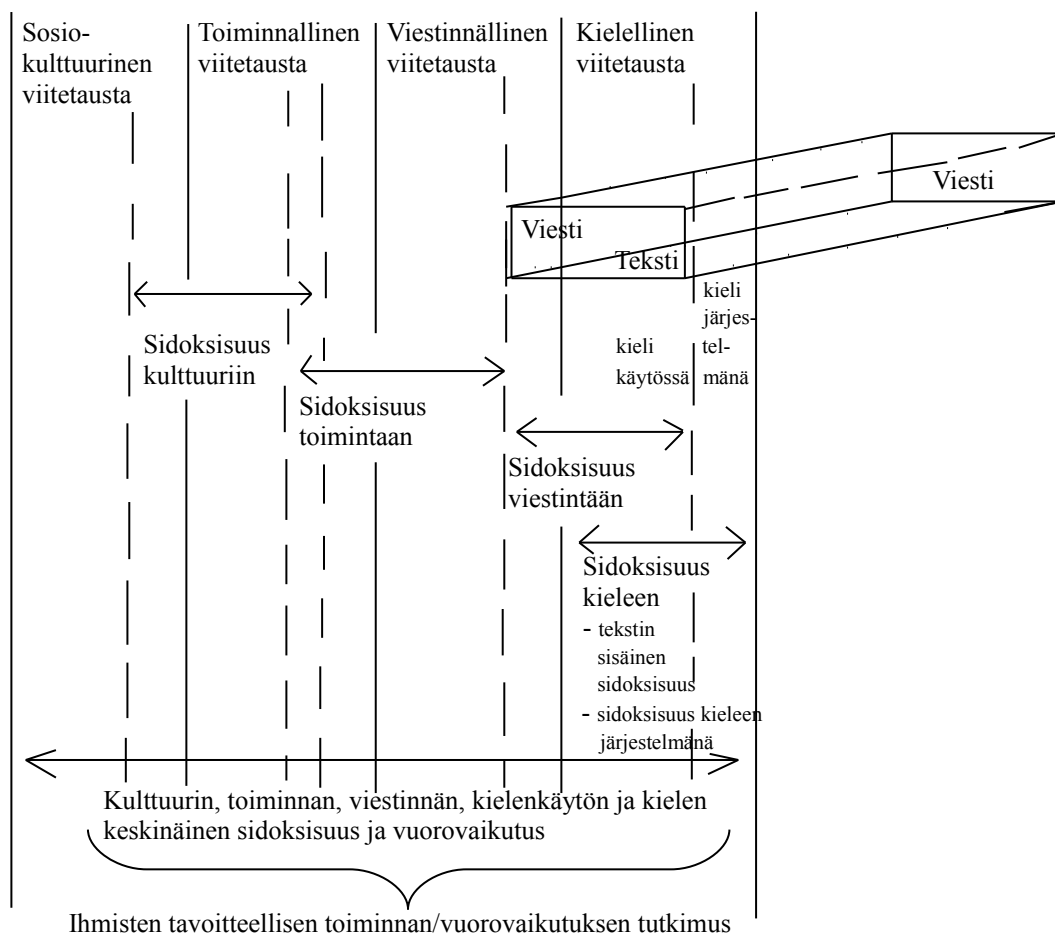 Sosio-
kulttuurinen
viitetausta
Toiminnallinen
viitetausta
Viestinnällinen
viitetausta
Kielellinen
viitetausta
Viesti
Viesti
Teksti
kieli
käytössä
kieli
järjes-
tel-
mänä
Sidoksisuus
kulttuuriin
Sidoksisuus
toimintaan
Sidoksisuus
viestintään
Sidoksisuus
kieleen
- tekstin
sisäinen
sidoksisuus
- sidoksisuus kieleen
järjestelmänä
Kulttuurin, toiminnan, viestinnän, kielenkäytön ja kielen
keskinäinen sidoksisuus ja vuorovaikutus
Ihmisten tavoitteellisen toiminnan/vuorovaikutuksen tutkimus